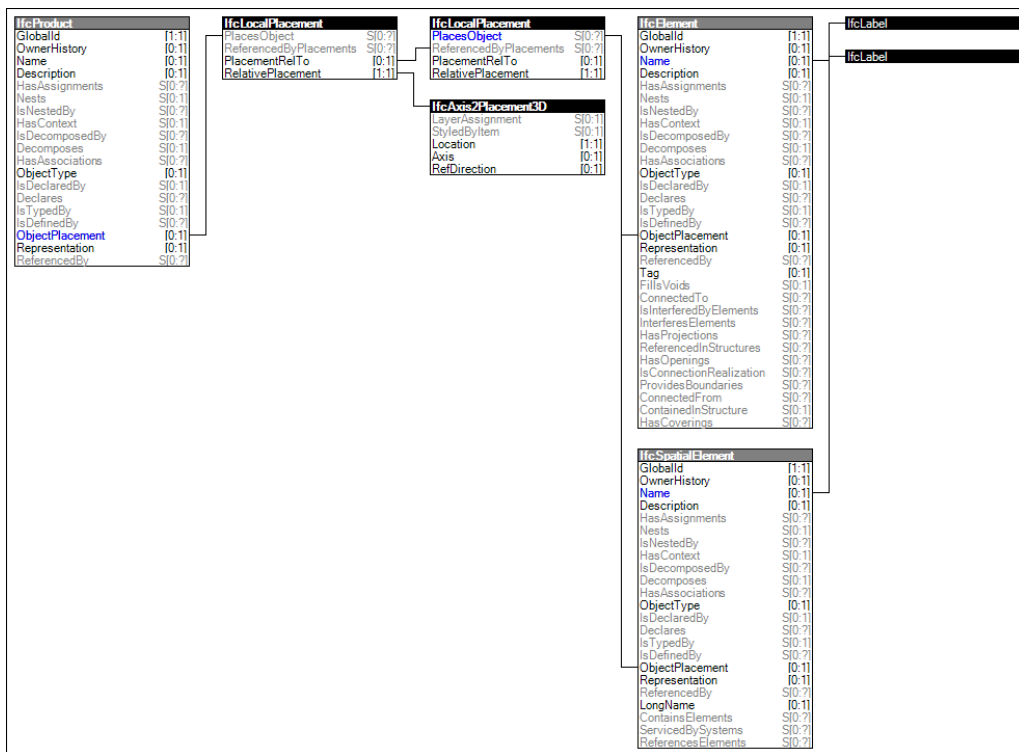 IfcProduct
GlobalId [1:1]
OwnerHistory [0:1]
Name [0:1]
Description [0:1]
HasAssignments S[0:?]
Nests S[0:1]
IsNestedBy S[0:?]
HasContext S[0:1]
IsDecomposedBy S[0:?]
Decomposes S[0:1]
HasAssociations S[0:?]
ObjectType [0:1]
IsDeclaredBy S[0:1]
Declares S[0:?]
IsTypedBy S[0:1]
IsDefinedBy S[0:?]
ObjectPlacement [0:1]
Representation [0:1]
ReferencedBy S[0:?]
IfcLocalPlacement
PlacesObject S[0:?]
ReferencedByPlacements S[0:?]
PlacementRelTo [0:1]
RelativePlacement [1:1]
IfcLocalPlacement
PlacesObject S[0:?]
ReferencedByPlacements S[0:?]
PlacementRelTo [0:1]
RelativePlacement [1:1]
IfcAxis2Placement3D
LayerAssignment S[0:1]
StyledByItem S[0:1]
Location [1:1]
Axis [0:1]
RefDirection [0:1]
IfcElement
GlobalId [1:1]
OwnerHistory [0:1]
Name [0:1]
Description [0:1]
HasAssignments S[0:?]
Nests S[0:1]
IsNestedBy S[0:?]
HasContext S[0:1]
IsDecomposedBy S[0:?]
Decomposes S[0:1]
HasAssociations S[0:?]
ObjectType [0:1]
IsDeclaredBy S[0:1]
Declares S[0:?]
IsTypedBy S[0:1]
IsDefinedBy S[0:?]
ObjectPlacement [0:1]
Representation [0:1]
ReferencedBy S[0:?]
Tag [0:1]
FillsVoids S[0:1]
ConnectedTo S[0:?]
IsInterferedByElements S[0:?]
InterferesElements S[0:?]
HasProjections S[0:?]
ReferencedInStructures S[0:?]
HasOpenings S[0:?]
IsConnectionRealization S[0:?]
ProvidesBoundaries S[0:?]
ConnectedFrom S[0:?]
ContainedInStructure S[0:1]
HasCoverings S[0:?]
IfcSpatialElement
GlobalId [1:1]
OwnerHistory [0:1]
Name [0:1]
Description [0:1]
HasAssignments S[0:?]
Nests S[0:1]
IsNestedBy S[0:?]
HasContext S[0:1]
IsDecomposedBy S[0:?]
Decomposes S[0:1]
HasAssociations S[0:?]
ObjectType [0:1]
IsDeclaredBy S[0:1]
Declares S[0:?]
IsTypedBy S[0:1]
IsDefinedBy S[0:?]
ObjectPlacement [0:1]
Representation [0:1]
ReferencedBy S[0:?]
LongName [0:1]
ContainsElements S[0:?]
ServicedBySystems S[0:?]
ReferencesElements S[0:?]
IfcLabel
IfcLabel